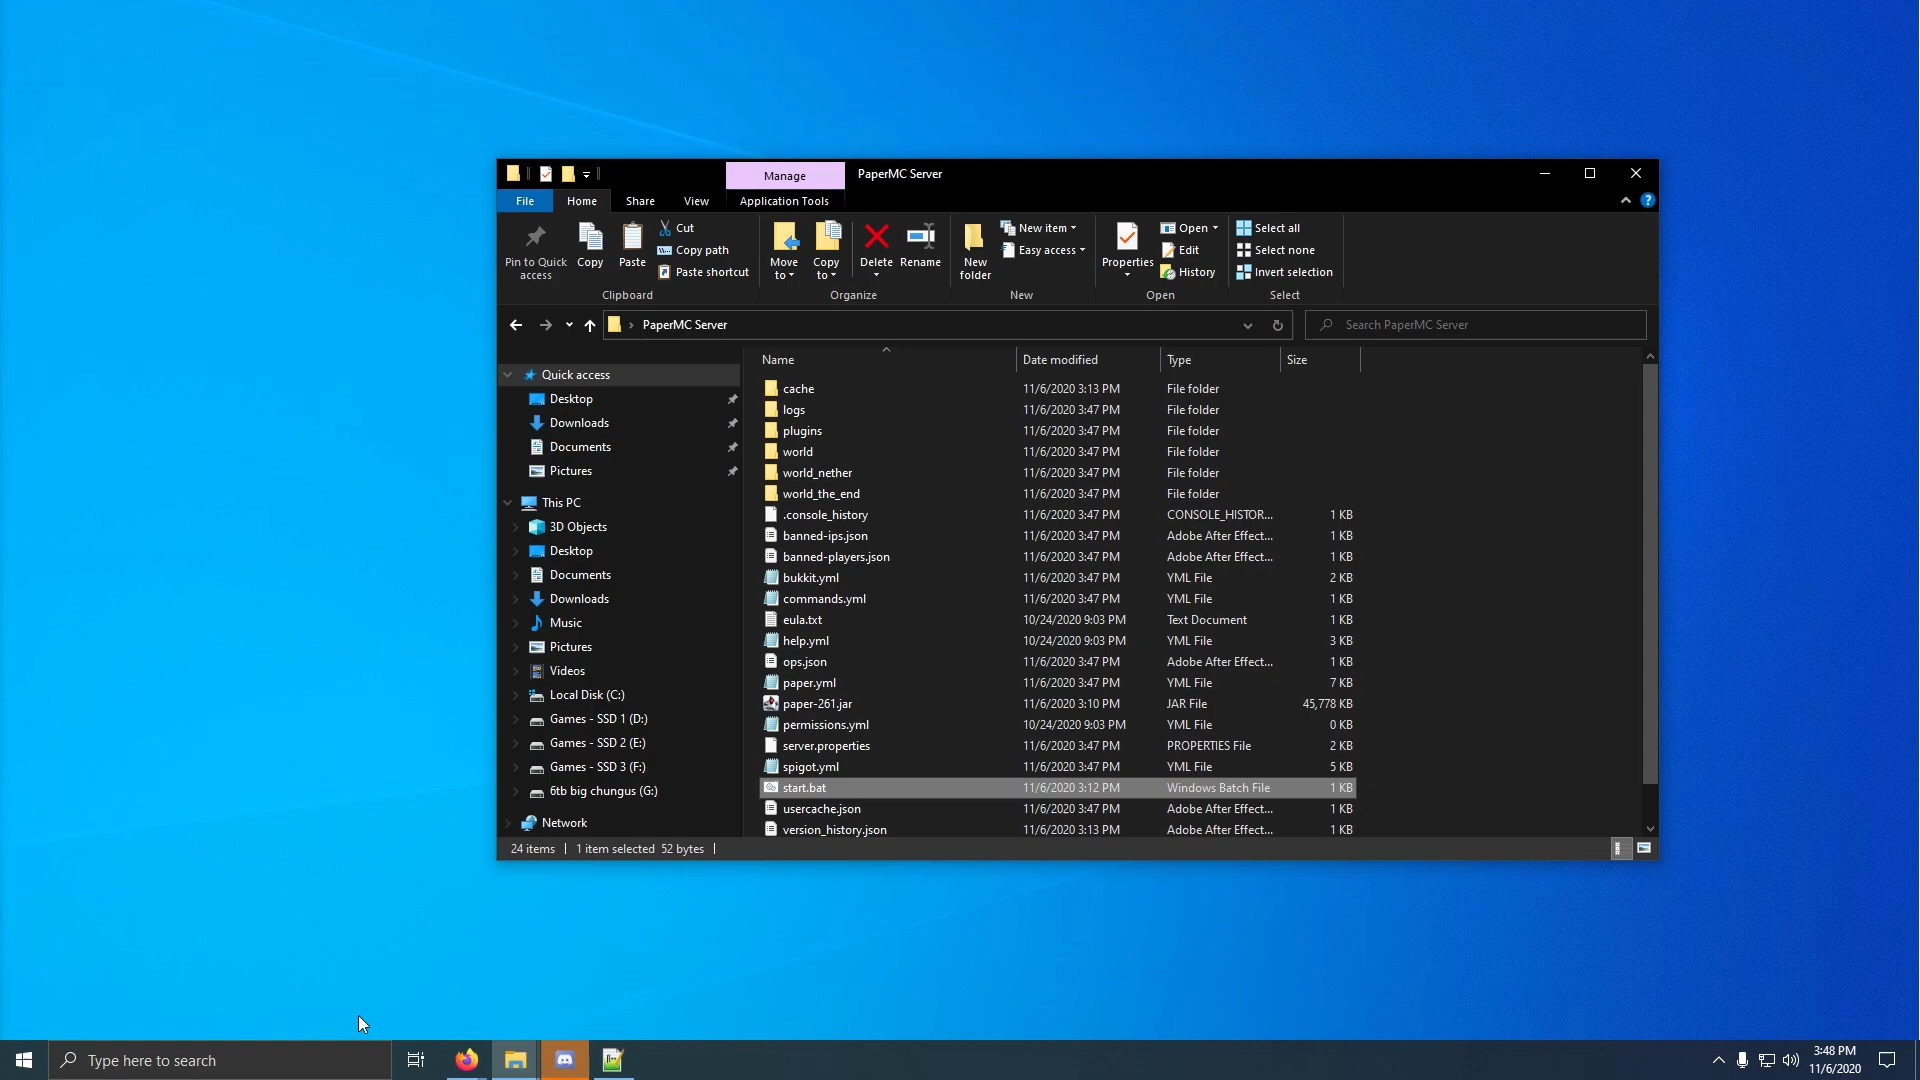 Manage
PaperMC Server
File
Home
Share
View
Application Tools
Pin to Quick access
Copy
Paste
Cut
Copy path
Paste shortcut
Clipboard
Move to
Copy to
Delete
Rename
Organize
New folder
New item
Easy access
New
Properties
Open
Edit
History
Open
Select all
Select none
Invert selection
Select
PaperMC Server
Search PaperMC Server
Quick access
Desktop
Downloads
Documents
Pictures
This PC
3D Objects
Desktop
Documents
Downloads
Music
Pictures
Videos
Local Disk (C:)
Games - SSD 1 (D:)
Games - SSD 2 (E:)
Games - SSD 3 (F:)
6tb big chungus (G:)
Network
Name Date modified Type Size
cache 11/6/2020 3:13 PM File folder
logs 11/6/2020 3:47 PM File folder
plugins 11/6/2020 3:47 PM File folder
world 11/6/2020 3:47 PM File folder
world_nether 11/6/2020 3:47 PM File folder
world_the_end 11/6/2020 3:47 PM File folder
.console_history 11/6/2020 3:47 PM CONSOLE_HISTOR... 1 KB
banned-ips.json 11/6/2020 3:47 PM Adobe After Effect... 1 KB
banned-players.json 11/6/2020 3:47 PM Adobe After Effect... 1 KB
bukkit.yml 11/6/2020 3:47 PM YML File 2 KB
commands.yml 11/6/2020 3:47 PM YML File 1 KB
eula.txt 10/24/2020 9:03 PM Text Document 1 KB
help.yml 10/24/2020 9:03 PM YML File 3 KB
ops.json 11/6/2020 3:47 PM Adobe After Effect... 1 KB
paper.yml 11/6/2020 3:47 PM YML File 7 KB
paper-261.jar 11/6/2020 3:10 PM JAR File 45,778 KB
permissions.yml 10/24/2020 9:03 PM YML File 0 KB
server.properties 11/6/2020 3:47 PM PROPERTIES File 2 KB
spigot.yml 11/6/2020 3:47 PM YML File 5 KB
start.bat 11/6/2020 3:12 PM Windows Batch File 1 KB
usercache.json 11/6/2020 3:47 PM Adobe After Effect... 1 KB
version_history.json 11/6/2020 3:13 PM Adobe After Effect... 1 KB
24 items 1 item selected 52 bytes
Type here to search
3:48 PM
11/6/2020